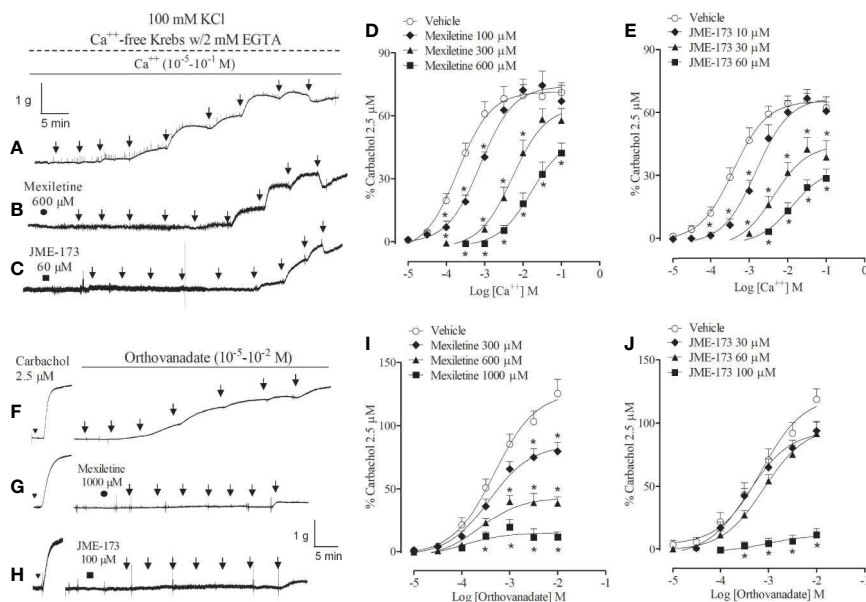 100 mM KCl
Ca++-free Krebs w/2 mM EGTA
Ca++ (10-5-10-1 M)
1 g
5 min
A
Mexiletine
600 µM
B
JME-173
60 µM
C
D
Vehicle
Mexiletine 100 µM
Mexiletine 300 µM
Mexiletine 600 µM
% Carbachol 2.5 µM
90
60
30
0
* * * * * * * * * * * *
-5 -4 -3 -2 -1 0
Log [Ca++] M
E
Vehicle
JME-173 10 µM
JME-173 30 µM
JME-173 60 µM
% Carbachol 2.5 µM
90
60
30
0
-5 -4 -3 -2 -1 0
Log [Ca++] M
Carbachol
2.5 µM
Orthovanadate (10-5-10-2 M)
F
Mexiletine
1000 µM
G
JME-173
100 µM
H
1 g
5 min
I
Vehicle
Mexiletine 300 µM
Mexiletine 600 µM
Mexiletine 1000 µM
% Carbachol 2.5 µM
150
100
50
0
-5 -4 -3 -2 -1
Log [Orthovanadate] M
J
Vehicle
JME-173 30 µM
JME-173 60 µM
JME-173 100 µM
% Carbachol 2.5 µM
150
100
50
0
-5 -4 -3 -2 -1
Log [Orthovanadate] M